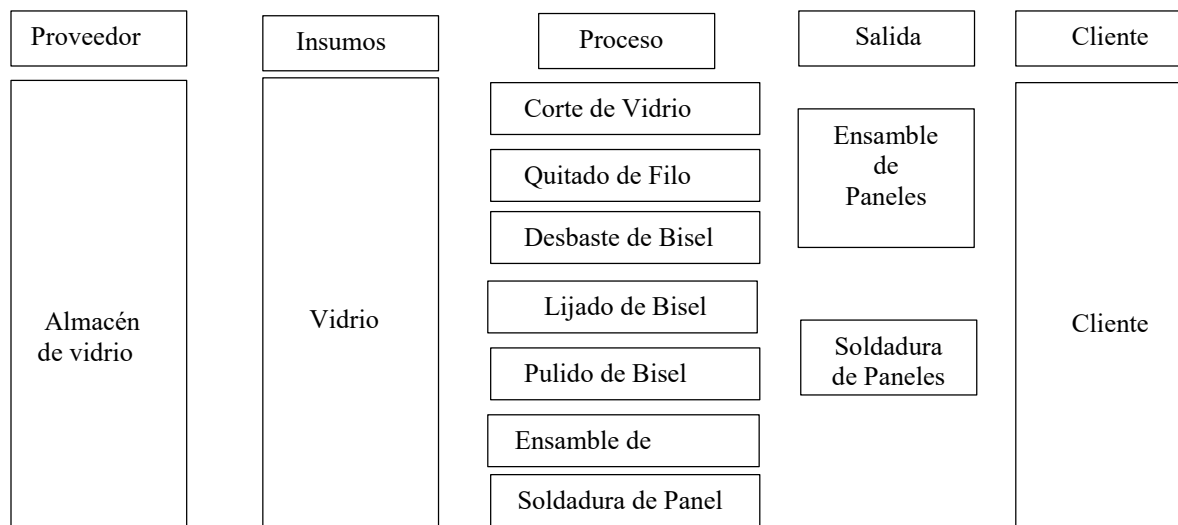 Proveedor
Insumos
Proceso
Salida
Cliente
Almacén
de vidrio
Vidrio
Corte de Vidrio
Quitado de Filo
Desbaste de Bisel
Lijado de Bisel
Pulido de Bisel
Ensamble de
Soldadura de Panel
Ensamble
de
Paneles
Soldadura
de Paneles
Cliente